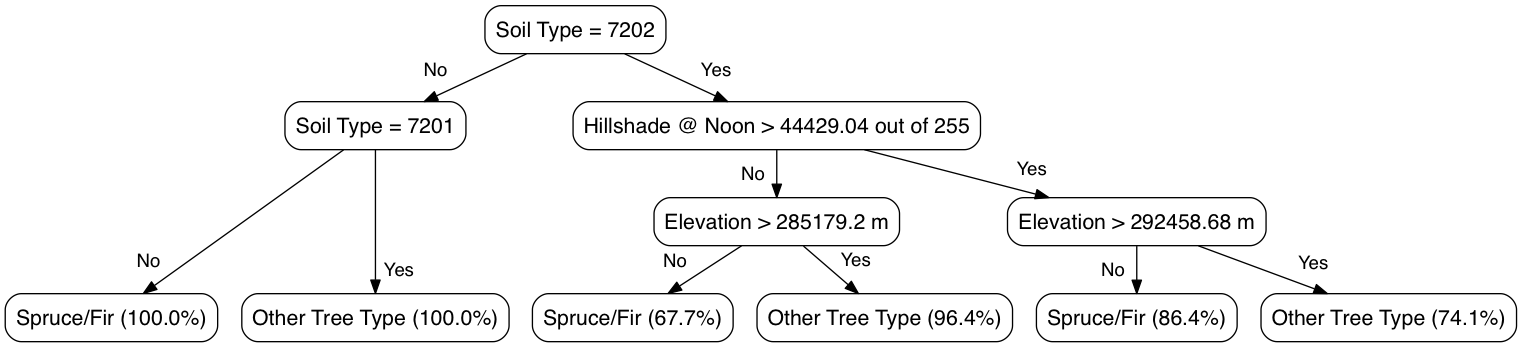 Soil Type = 7202
No
Yes
Soil Type = 7201
Hillshade @ Noon > 44429.04 out of 255
No
Yes
No
Yes
Elevation > 285179.2 m
Elevation > 292458.68 m
No
Yes
No
Yes
Spruce/Fir (100.0%)
Other Tree Type (100.0%)
Spruce/Fir (67.7%)
Other Tree Type (96.4%)
Spruce/Fir (86.4%)
Other Tree Type (74.1%)